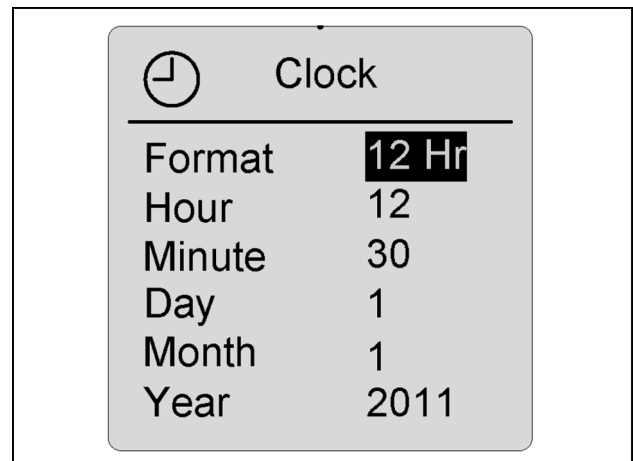 Clock
Format 12 Hr
Hour 12
Minute 30
Day 1
Month 1
Year 2011